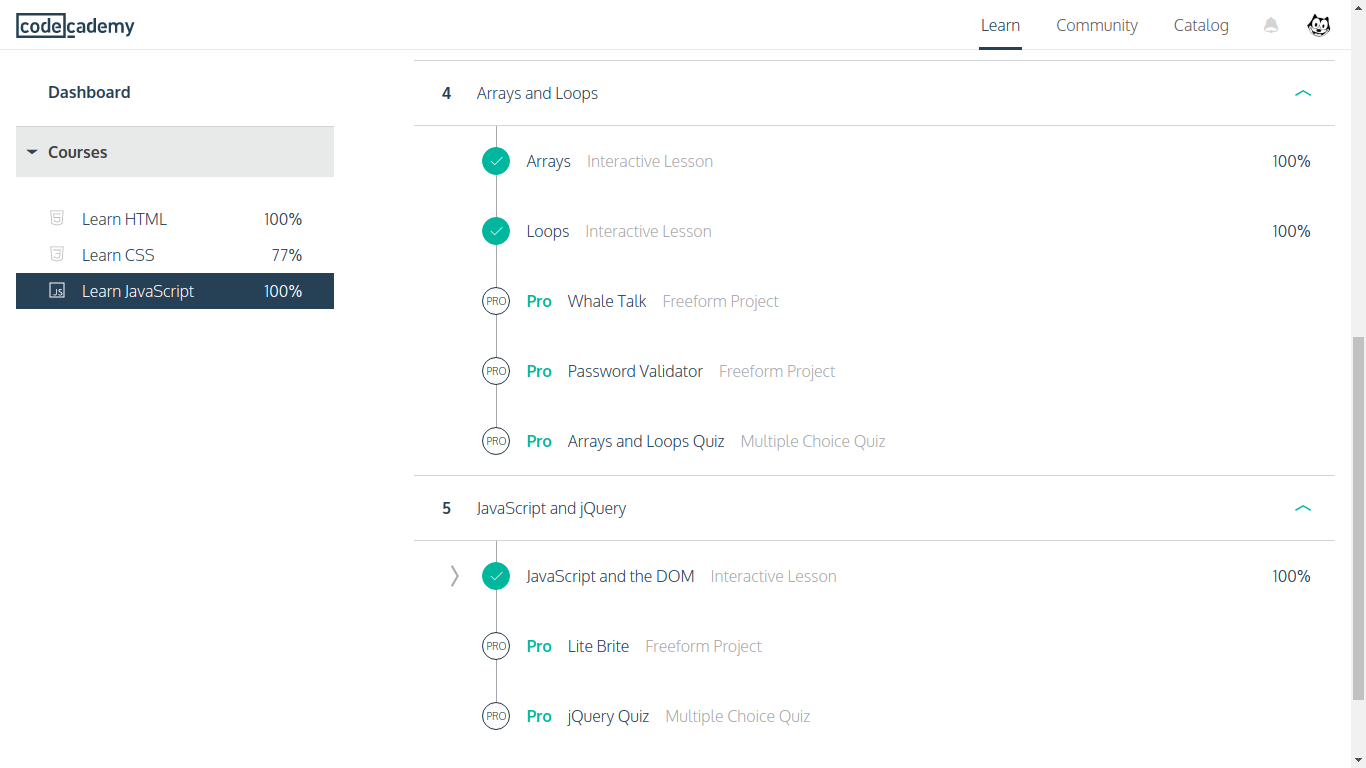 codecademy
Learn Community Catalog
Dashboard
Courses
Learn HTML 100%
Learn CSS 77%
JS Learn JavaScript 100%
4 Arrays and Loops
Arrays Interactive Lesson 100%
Loops Interactive Lesson 100%
PRO Pro Whale Talk Freeform Project
PRO Pro Password Validator Freeform Project
PRO Pro Arrays and Loops Quiz Multiple Choice Quiz
5 JavaScript and jQuery
JavaScript and the DOM Interactive Lesson 100%
PRO Pro Lite Brite Freeform Project
PRO Pro jQuery Quiz Multiple Choice Quiz